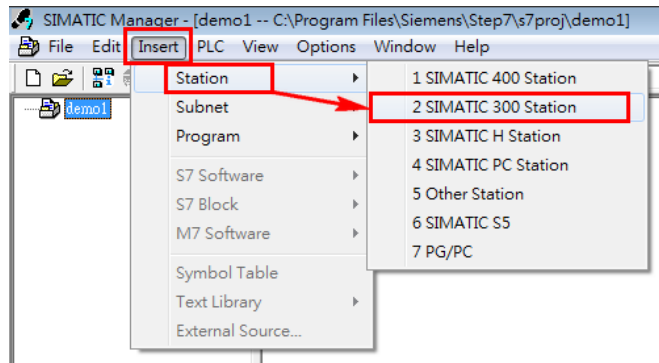 SIMATIC Manager - [demo1 -- C:\Program Files\Siemens\Step7\s7proj\demo1]
File Edit Insert PLC View Options Window Help
demo1
Station
Subnet
Program
S7 Software
S7 Block
M7 Software
Symbol Table
Text Library
External Source...
1 SIMATIC 400 Station
2 SIMATIC 300 Station
3 SIMATIC H Station
4 SIMATIC PC Station
5 Other Station
6 SIMATIC S5
7 PG/PC